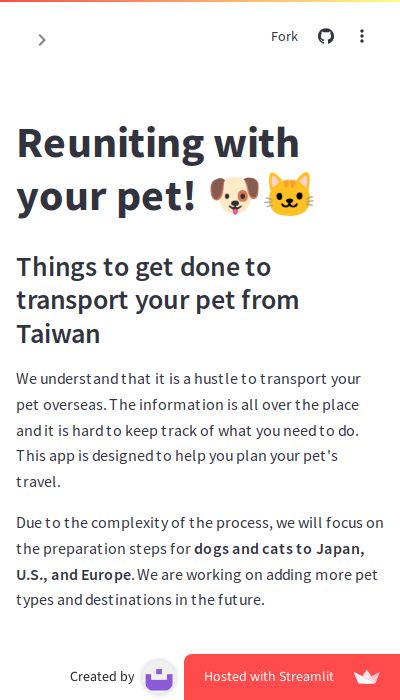 Fork
Reuniting with
your pet! 🐶🐱
Things to get done to
transport your pet from
Taiwan
We understand that it is a hustle to transport your
pet overseas. The information is all over the place
and it is hard to keep track of what you need to do.
This app is designed to help you plan your pet's
travel.
Due to the complexity of the process, we will focus on
the preparation steps for dogs and cats to Japan,
U.S., and Europe. We are working on adding more pet
types and destinations in the future.
Created by
Hosted with Streamlit